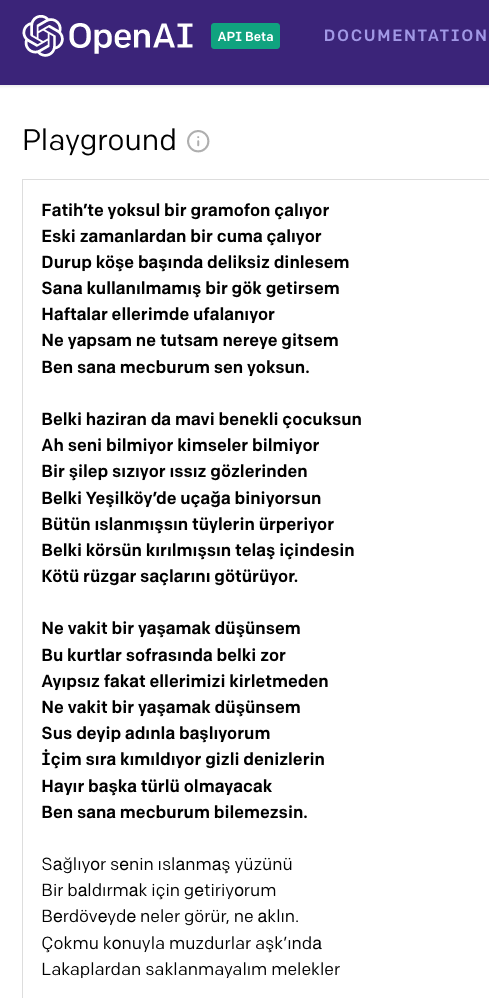 OpenAI API Beta DOCUMENTATION
Playground
Fatih’te yoksul bir gramofon çalıyor
Eski zamanlardan bir cuma çalıyor
Durup köşe başında deliksiz dinlesem
Sana kullanılmamış bir gök getirsem
Haftalar ellerimde ufalanıyor
Ne yapsam ne tutsam nereye gitsem
Ben sana mecburum sen yoksun.
Belki haziran da mavi benekli çocuksun
Ah seni bilmiyor kimseler bilmiyor
Bir şilep sızıyor ıssız gözlerinden
Belki Yeşilköy’de uçağa biniyorsun
Bütün ıslanmışsın tüylerin ürperiyor
Belki körsün kırılmışsın telaş içindesin
Kötü rüzgar saçlarını götürüyor.
Ne vakit bir yaşamak düşünsem
Bu kurtlar sofrasında belki zor
Ayıpsız fakat ellerimizi kirletmeden
Ne vakit bir yaşamak düşünsem
Sus deyip adınla başlıyorum
İçim sıra kımıldıyor gizli denizlerin
Hayır başka türlü olmayacak
Ben sana mecburum bilemezsin.
Sağlıyor senin ıslanmaş yüzünü
Bir baldırmak için getiriyorum
Berdöveyde neler görür, ne aklın.
Çokmu konuyla muzdurlar aşk’ında
Lakaplardan saklanmayalım melekler